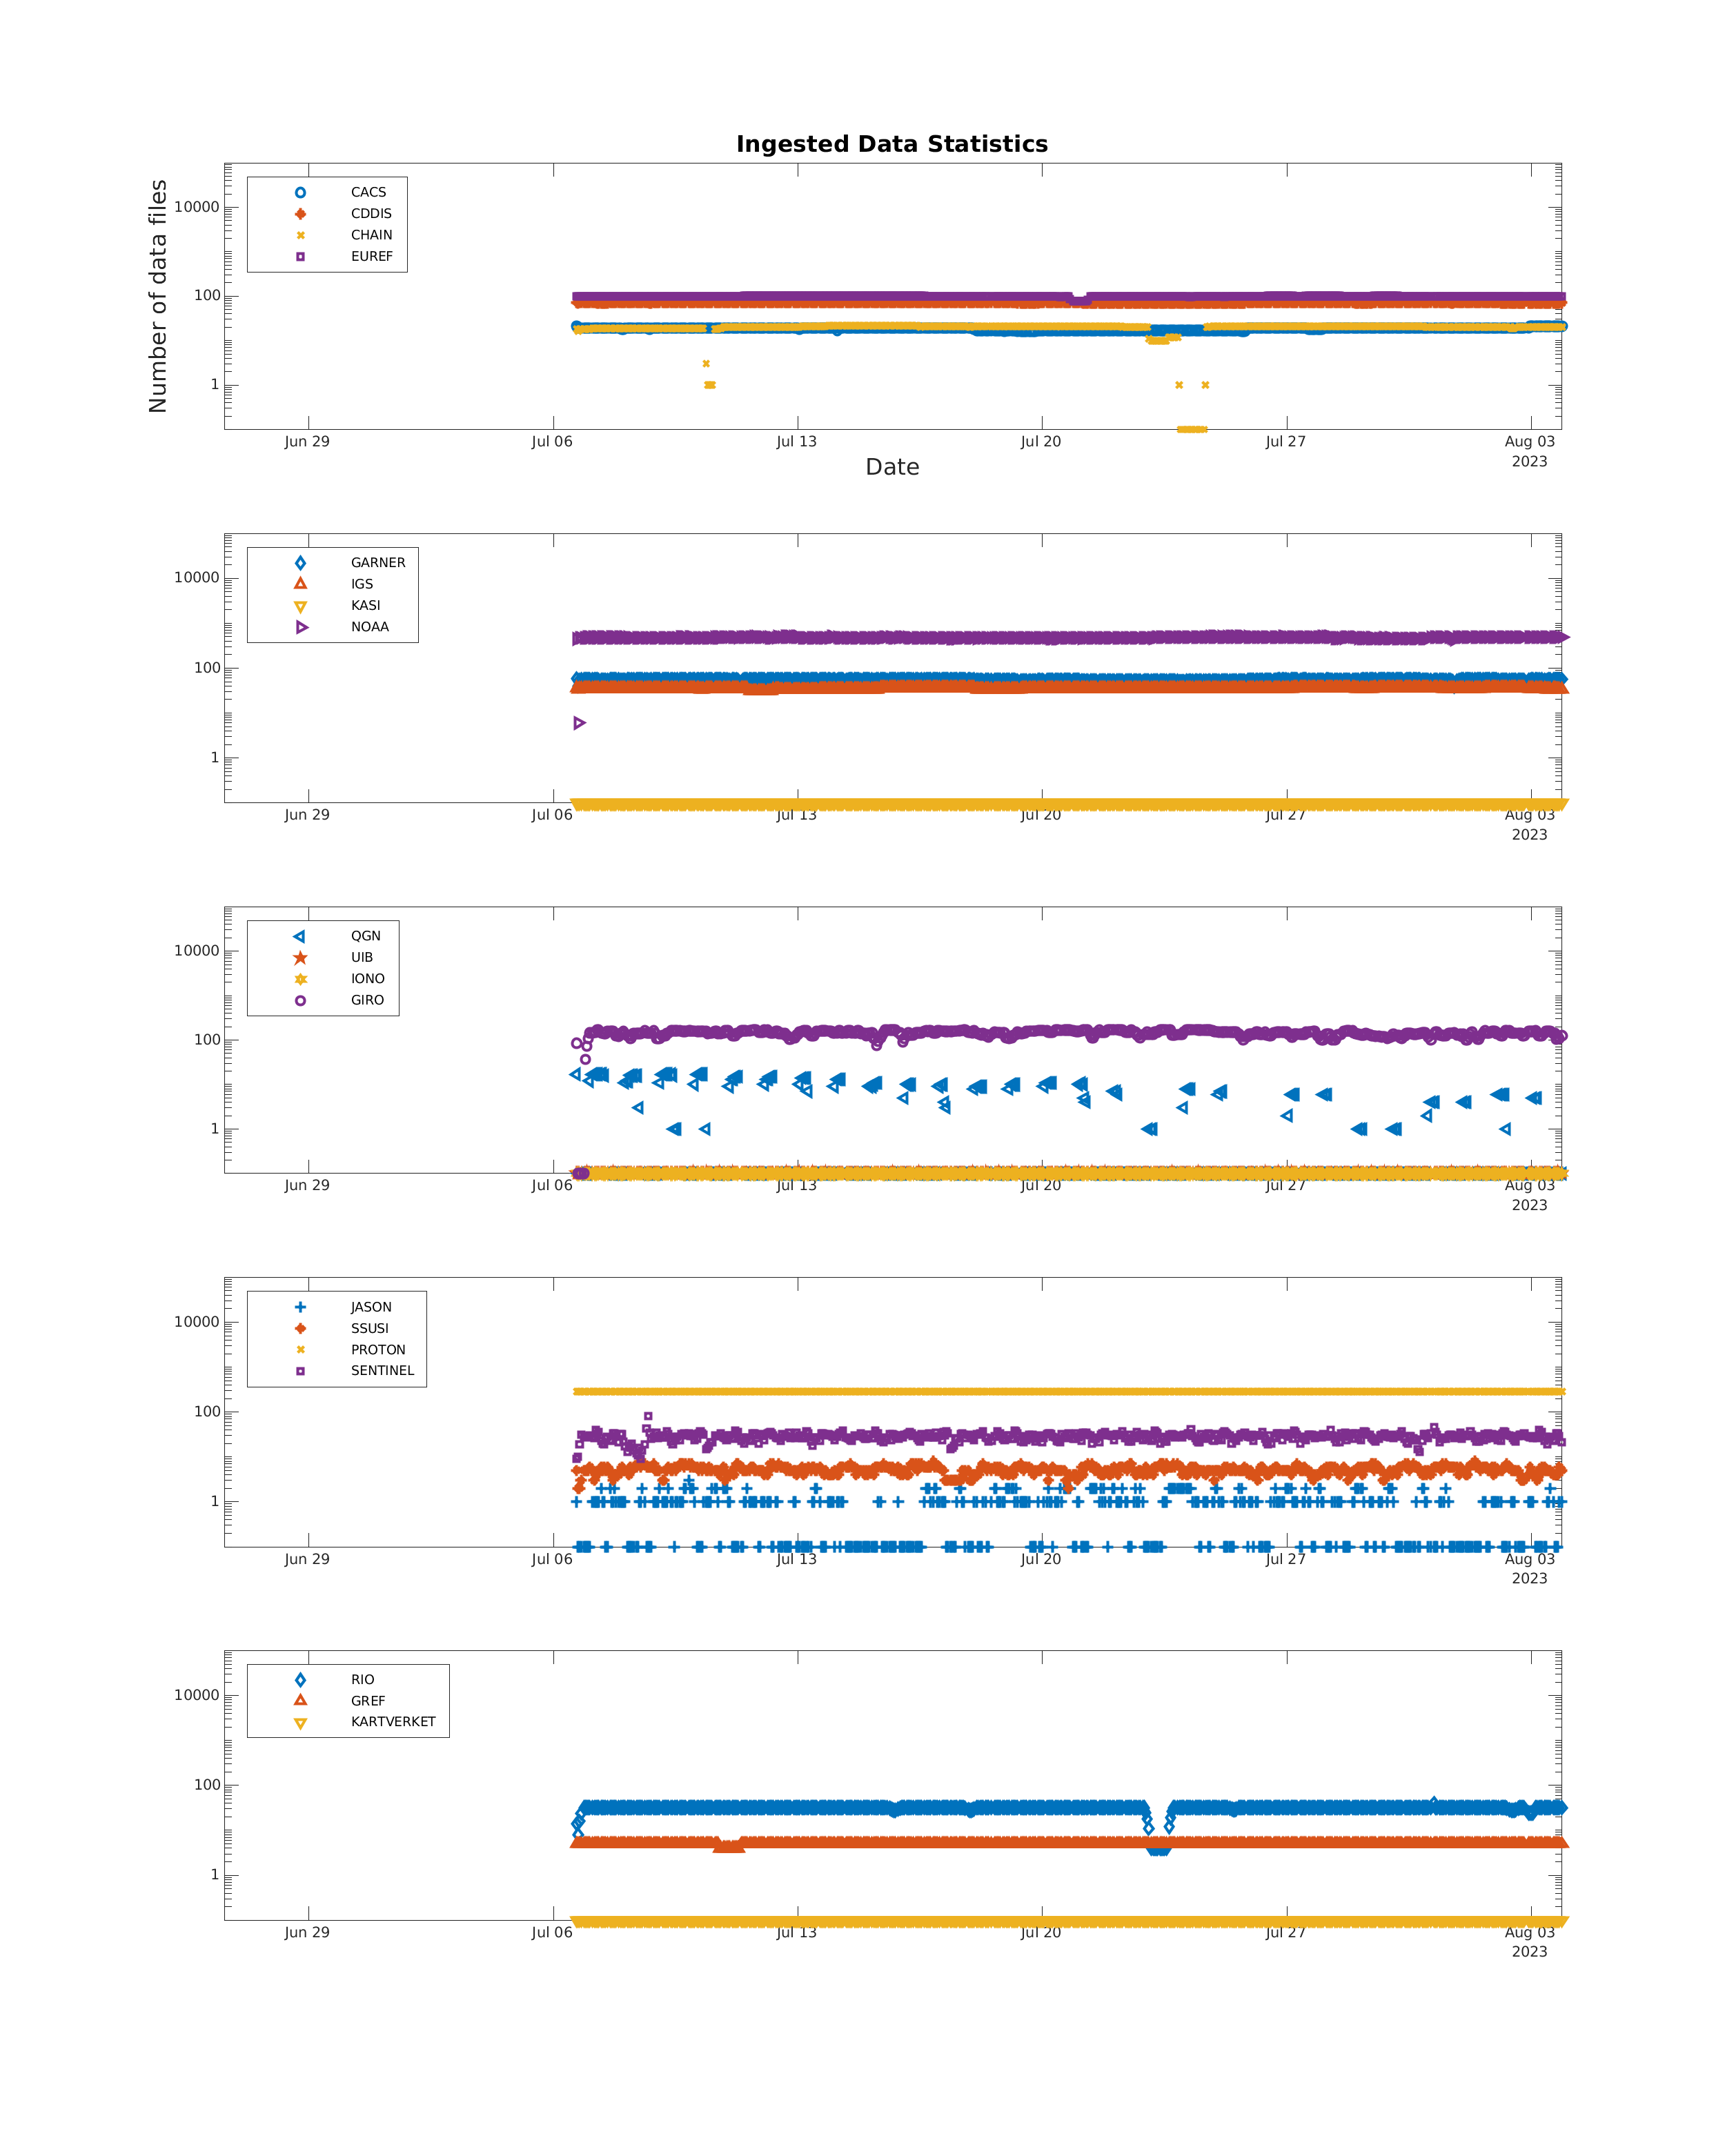 Ingested Data Statistics
Number of data files
10000
100
1
CACS
CDDIS
CHAIN
EUREF
Jun 29 Jul 06 Jul 13 Jul 20 Jul 27 Aug 03
2023
Date
10000
100
1
GARNER
IGS
KASI
NOAA
Jun 29 Jul 06 Jul 13 Jul 20 Jul 27 Aug 03
2023
10000
100
1
QGN
UIB
IONO
GIRO
Jun 29 Jul 06 Jul 13 Jul 20 Jul 27 Aug 03
2023
10000
100
1
JASON
SSUSI
PROTON
SENTINEL
Jun 29 Jul 06 Jul 13 Jul 20 Jul 27 Aug 03
2023
10000
100
1
RIO
GREF
KARTVERKET
Jun 29 Jul 06 Jul 13 Jul 20 Jul 27 Aug 03
2023